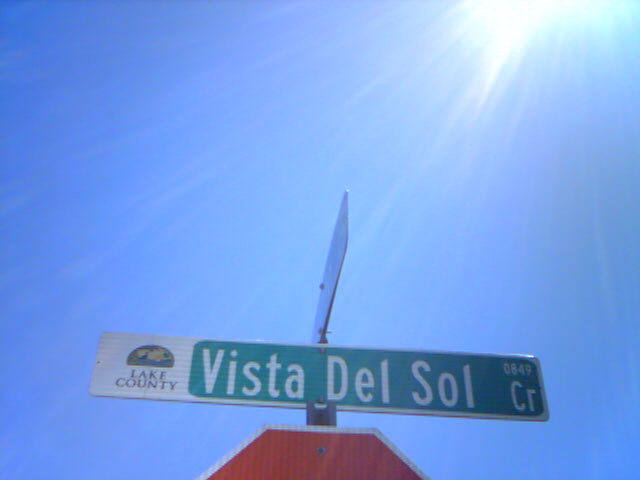 LAKE
COUNTY
Vista Del Sol
0849
Cr